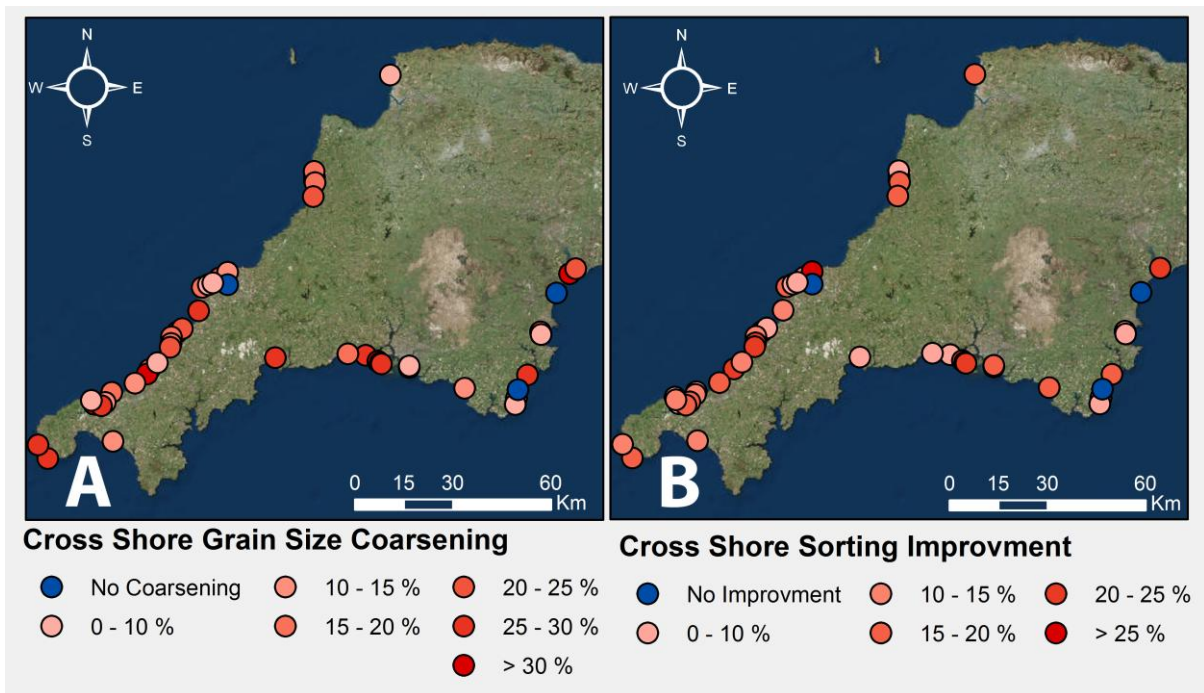 N
W E
S
A
0 15 30 60
Km
N
W E
S
B
0 15 30 60
Km
Cross Shore Grain Size Coarsening
No Coarsening 10 - 15 % 20 - 25 %
0 - 10 % 15 - 20 % 25 - 30 %
> 30 %
Cross Shore Sorting Improvment
No Improvment 10 - 15 % 20 - 25 %
0 - 10 % 15 - 20 % > 25 %